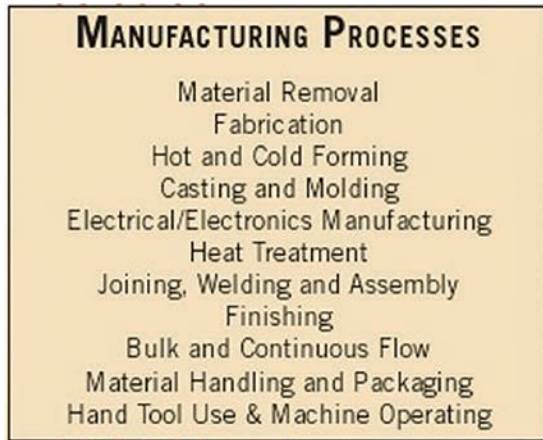 MANUFACTURING PROCESSES
Material Removal
Fabrication
Hot and Cold Forming
Casting and Molding
Electrical/Electronics Manufacturing
Heat Treatment
Joining, Welding and Assembly
Finishing
Bulk and Continuous Flow
Material Handling and Packaging
Hand Tool Use & Machine Operating